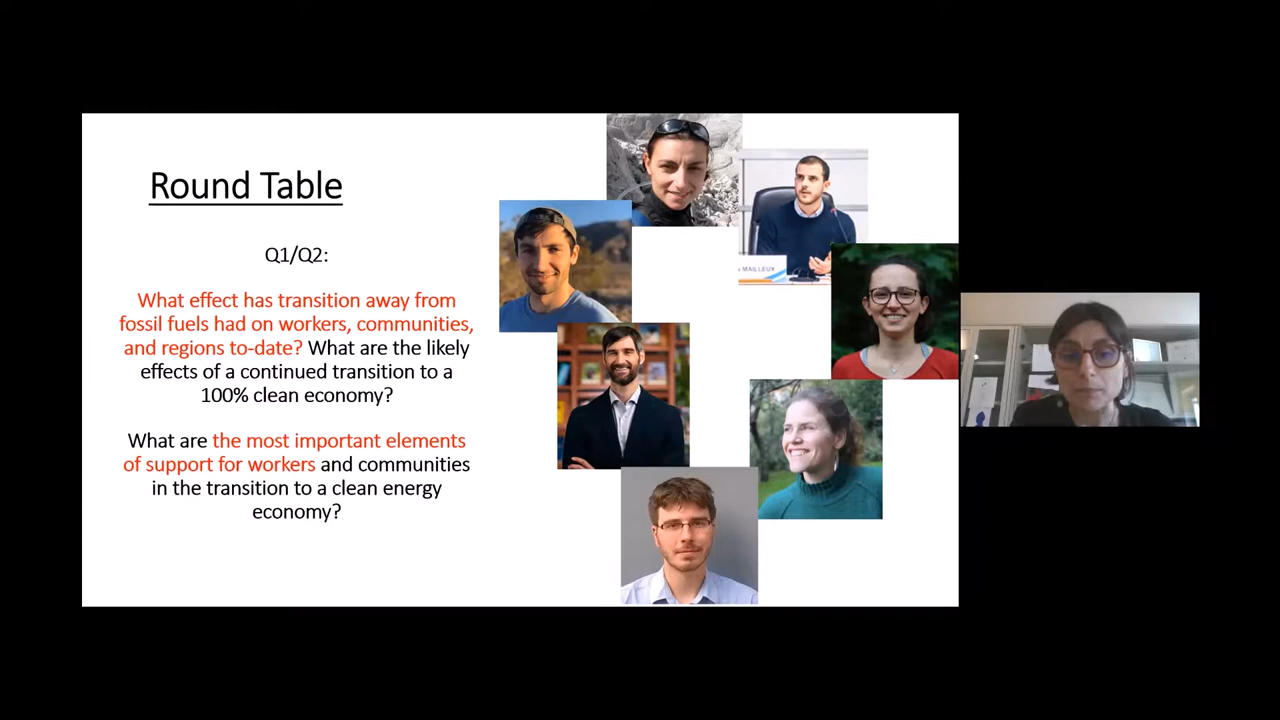 Round Table
Q1/Q2:
What effect has transition away from
fossil fuels had on workers, communities,
and regions to-date? What are the likely
effects of a continued transition to a
100% clean economy?
What are the most important elements
of support for workers and communities
in the transition to a clean energy
economy?
MAILLEUX